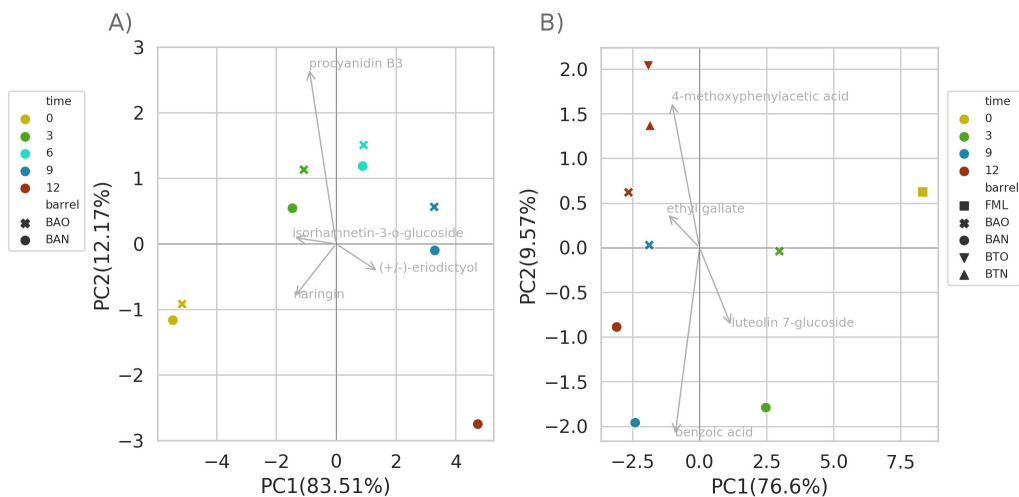 A)
B)
time
0
3
6
9
12
barrel
BAO
BAN
PC2(12.17%)
3
2
1
0
−1
−2
−3
procyanidin B3
isorhamnetin-3-o-glucoside
(+/-)-eriodictyol
naringin
−4
−2
0
2
4
PC1(83.51%)
PC2(9.57%)
2.0
1.5
1.0
0.5
0.0
−0.5
−1.0
−1.5
−2.0
4-methoxyphenylacetic acid
ethyl gallate
luteolin 7-glucoside
benzoic acid
−2.5
0.0
2.5
5.0
7.5
PC1(76.6%)
time
0
3
9
12
barrel
FML
BAO
BAN
BTO
BTN